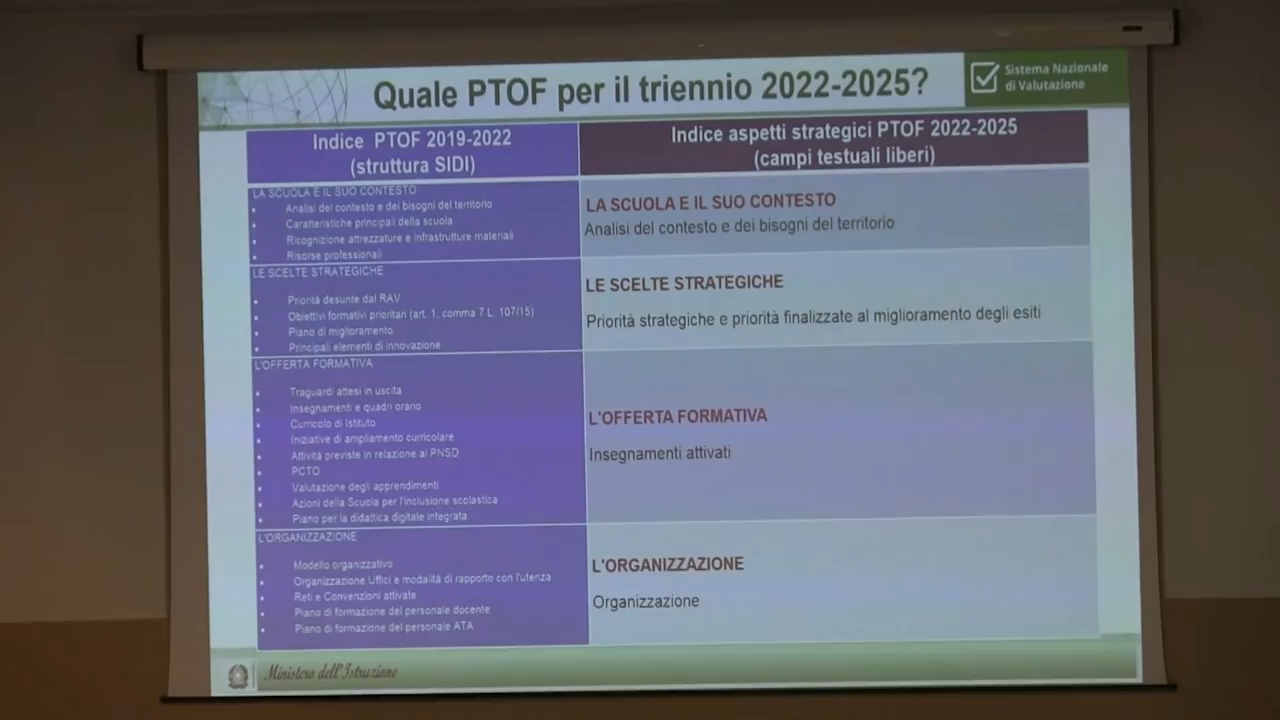 Quale PTOF per il triennio 2022-2025?
Sistema Nazionale
di Valutazione
Indice PTOF 2019-2022
(struttura SIDI)
Indice aspetti strategici PTOF 2022-2025
(campi testuali liberi)
LA SCUOLA E IL SUO CONTESTO
• Analisi del contesto e dei bisogni del territorio
• Caratteristiche principali della scuola
• Ricognizione attrezzature e infrastrutture materiali
• Risorse professionali
LA SCUOLA E IL SUO CONTESTO
Analisi del contesto e dei bisogni del territorio
LE SCELTE STRATEGICHE
• Priorità desunte dal RAV
• Obiettivi formativi prioritari (art. 1, comma 7 L. 107/15)
• Piano di miglioramento
• Principali elementi di innovazione
LE SCELTE STRATEGICHE
Priorità strategiche e priorità finalizzate al miglioramento degli esiti
L'OFFERTA FORMATIVA
• Traguardi attesi in uscita
• Insegnamenti e quadri orario
• Curricolo di Istituto
• Iniziative di ampliamento curricolare
• Attività previste in relazione al PNSD
• PCTO
• Valutazione degli apprendimenti
• Azioni della Scuola per l'inclusione scolastica
• Piano per la didattica digitale integrata
L'OFFERTA FORMATIVA
Insegnamenti attivati
L'ORGANIZZAZIONE
• Modello organizzativo
• Organizzazione Uffici e modalità di rapporto con l'utenza
• Reti e Convenzioni attivate
• Piano di formazione del personale docente
• Piano di formazione del personale ATA
L'ORGANIZZAZIONE
Organizzazione
Ministero dell'Istruzione